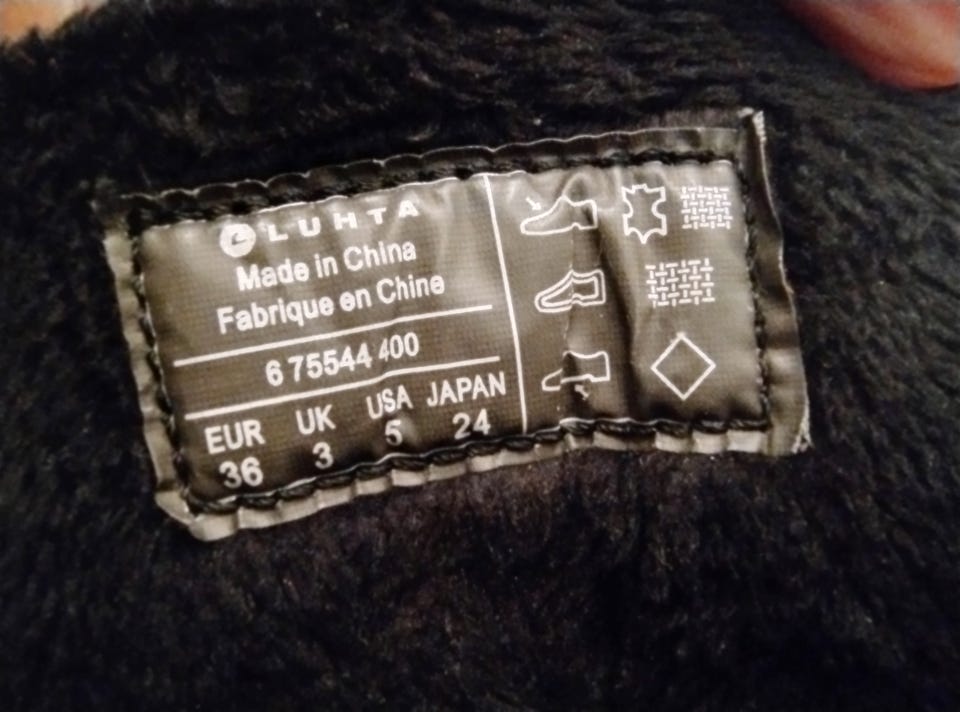 LUHTA
Made in China
Fabrique en Chine
6 75544 400
EUR UK USA JAPAN
36 3 5 24